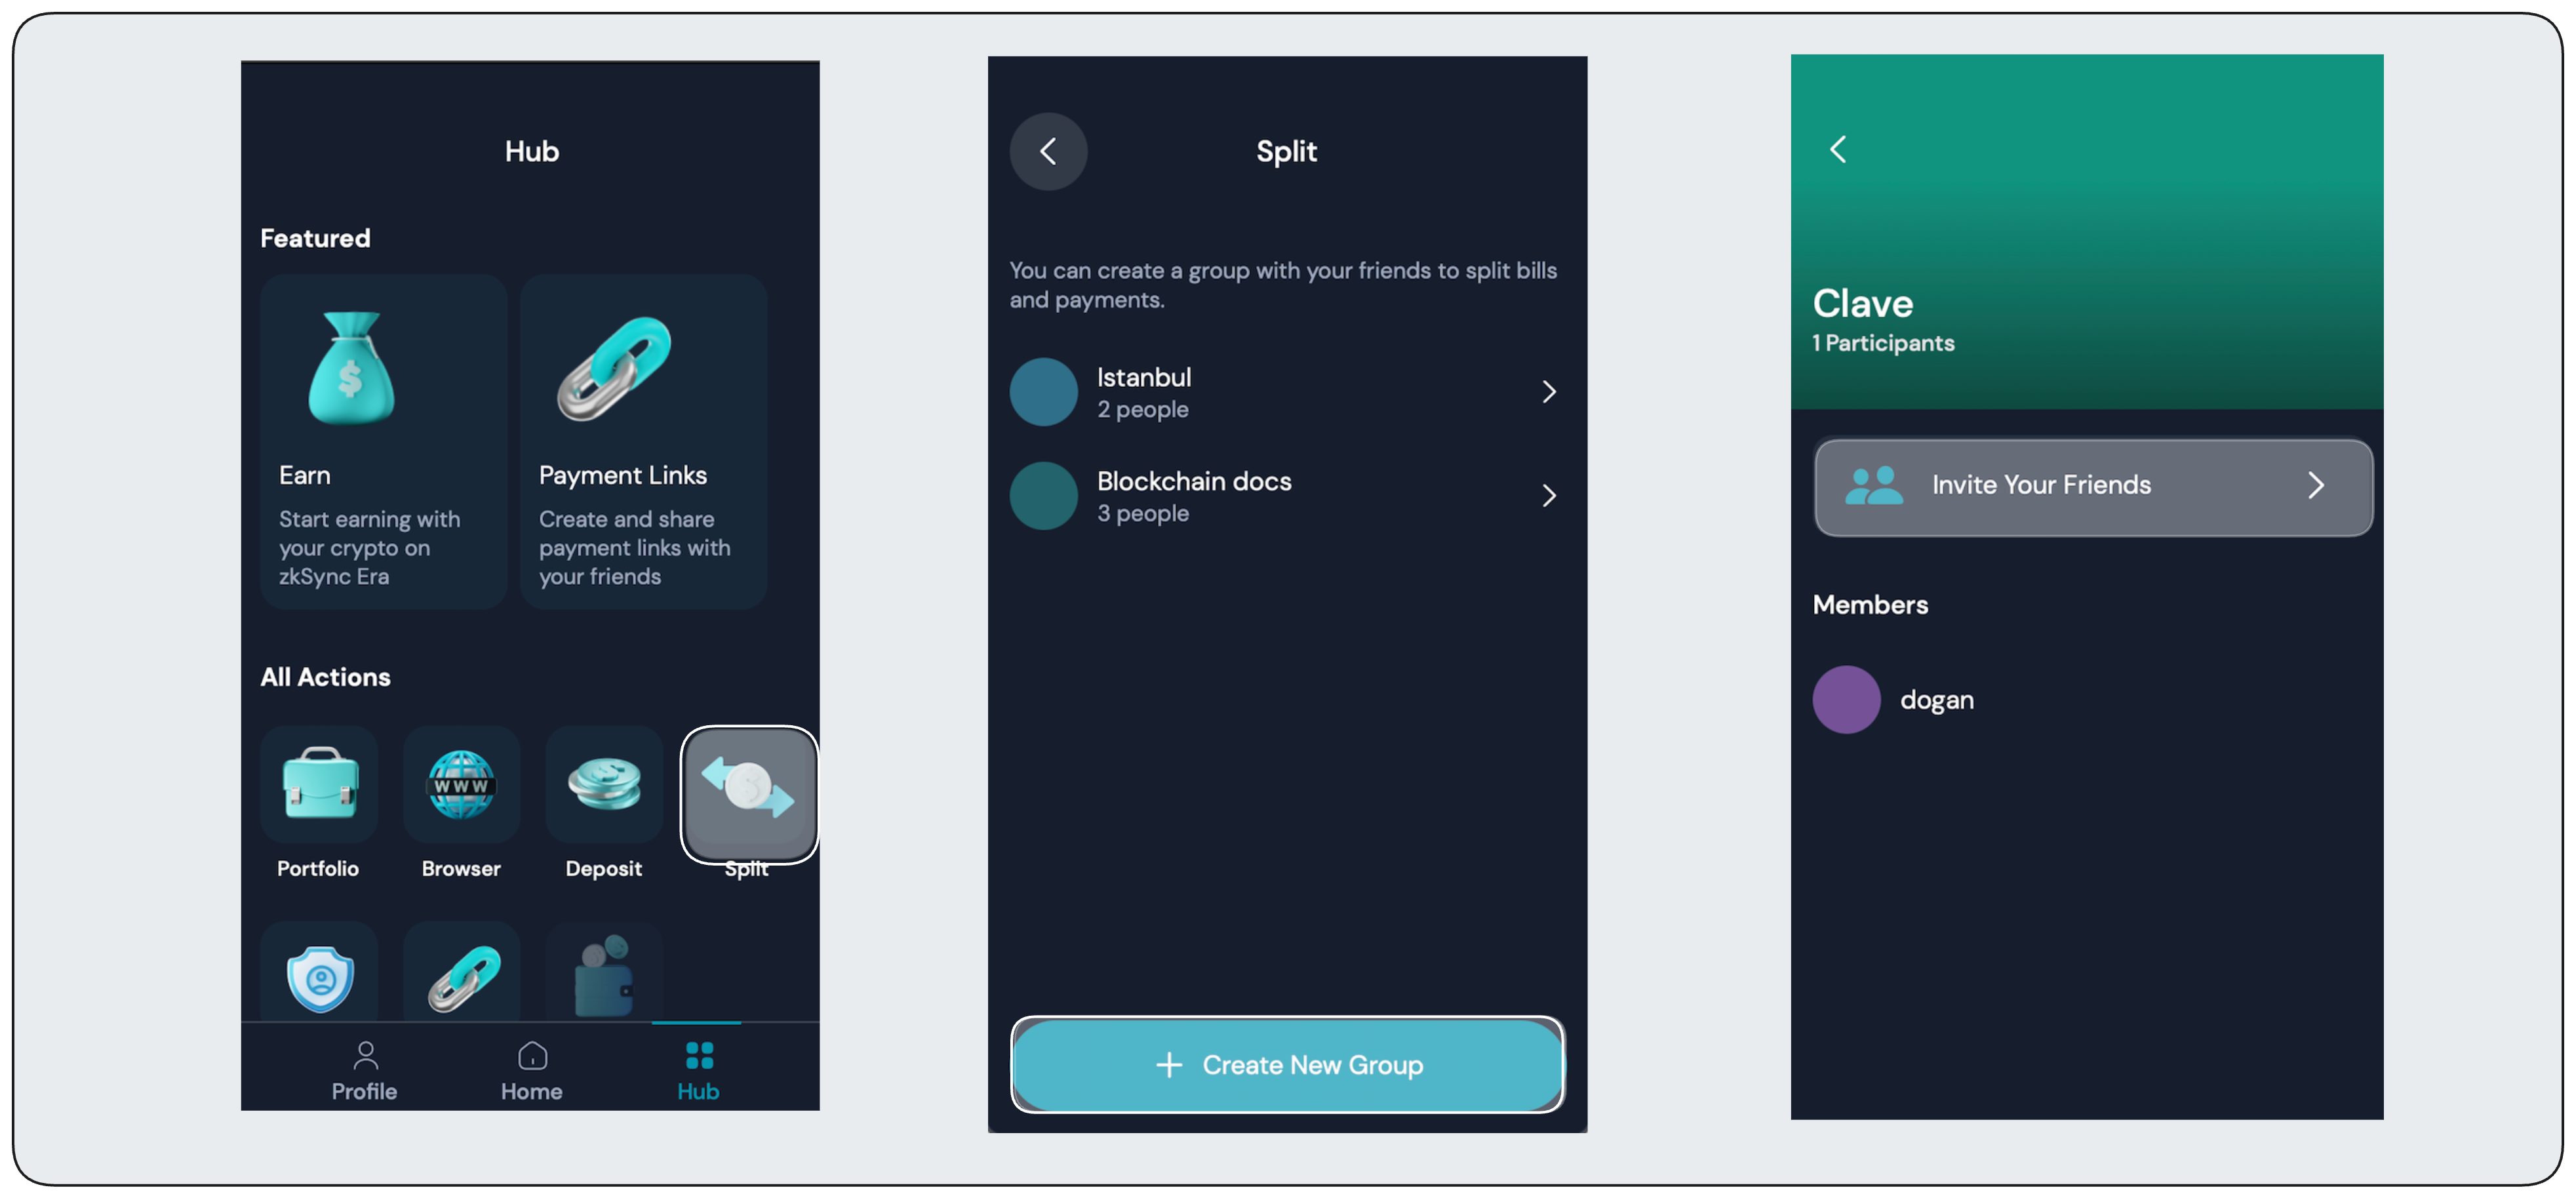 Hub
Featured
Earn
Start earning with
your crypto on
zkSync Era
Payment Links
Create and share
payment links with
your friends
All Actions
Portfolio
WWW
Browser
Deposit
Split
Profile
Home
Hub
Split
You can create a group with your friends to split bills
and payments.
Istanbul
2 people
Blockchain docs
3 people
+ Create New Group
Clave
1 Participants
Invite Your Friends
Members
dogan